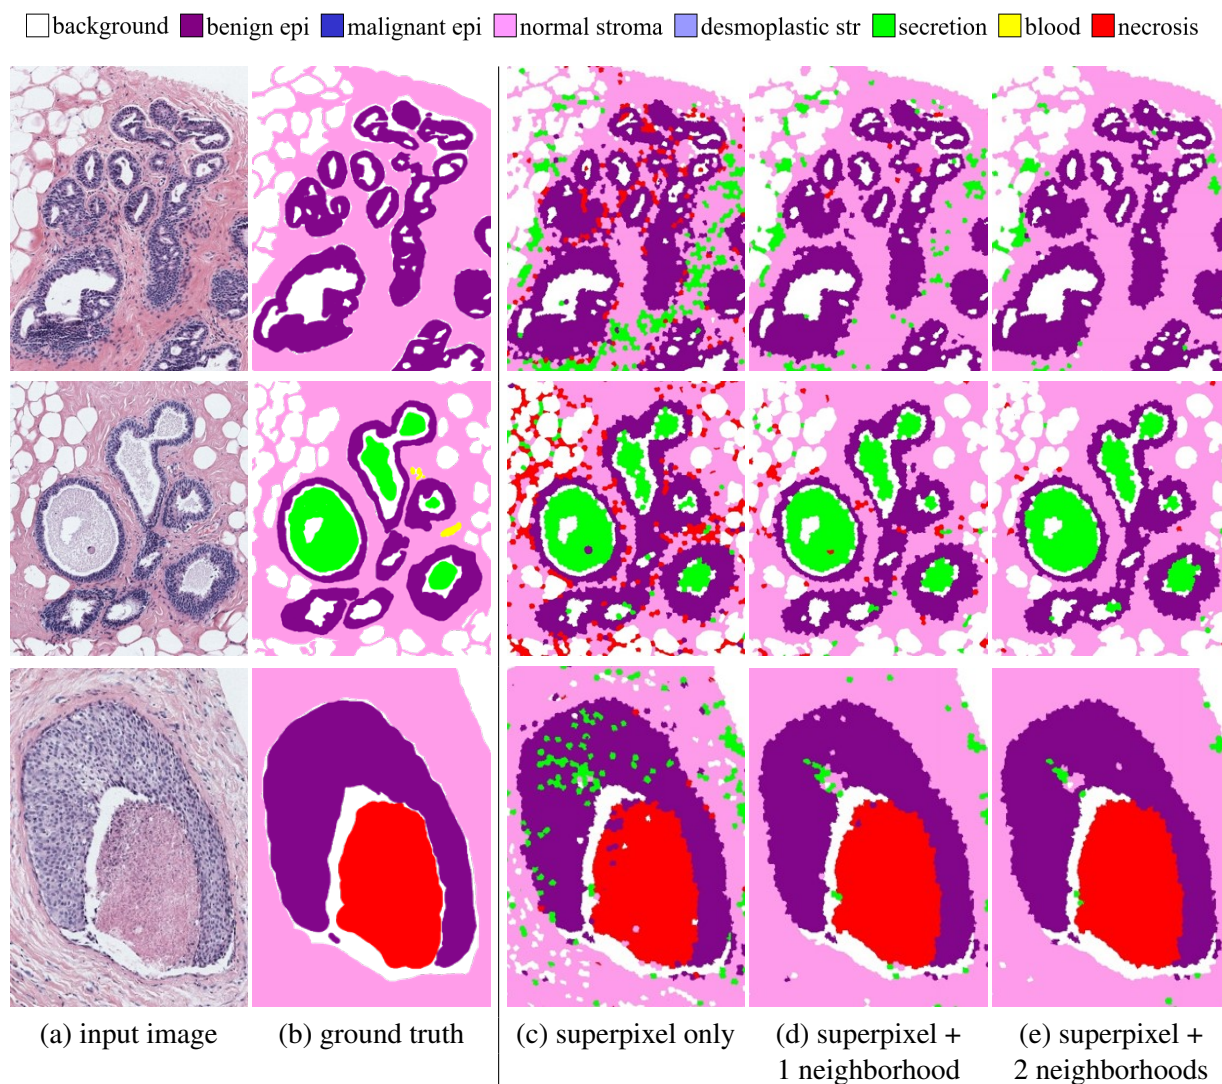 background benign epi malignant epi normal stroma desmoplastic str secretion blood necrosis
(a) input image (b) ground truth (c) superpixel only (d) superpixel + (e) superpixel +
1 neighborhood 2 neighborhoods